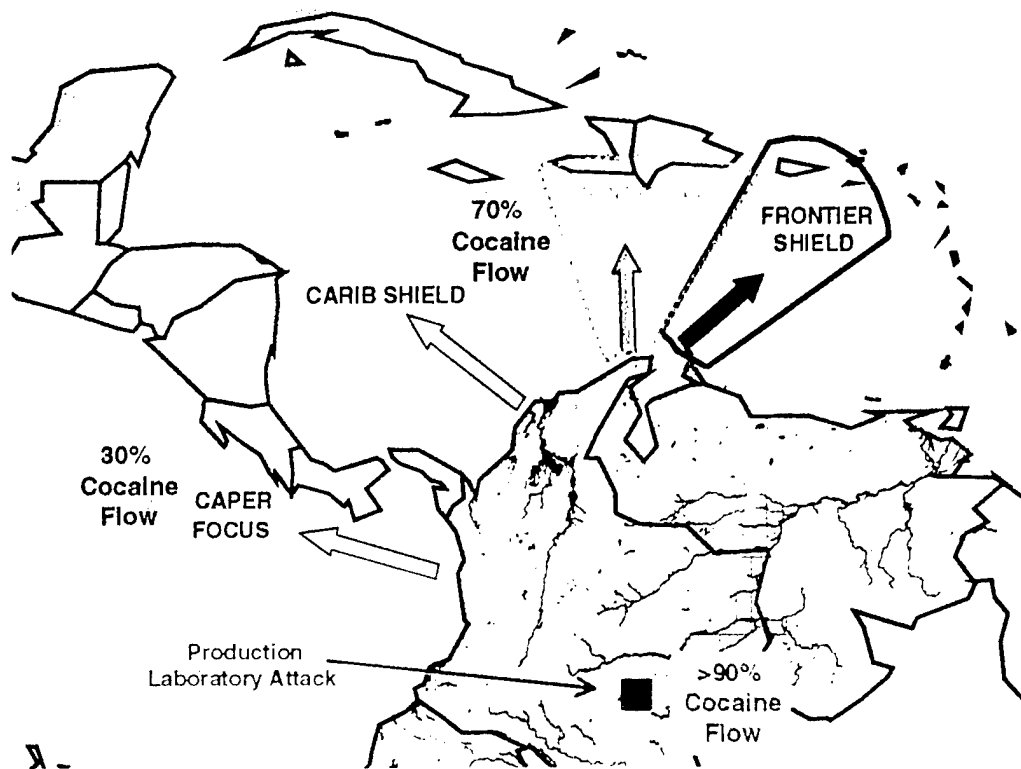 FRONTIER
SHIELD
70%
Cocaine
Flow
CARIB SHIELD
30%
Cocaine
Flow
CAPER
FOCUS
Production
Laboratory Attack
>90%
Cocaine
Flow